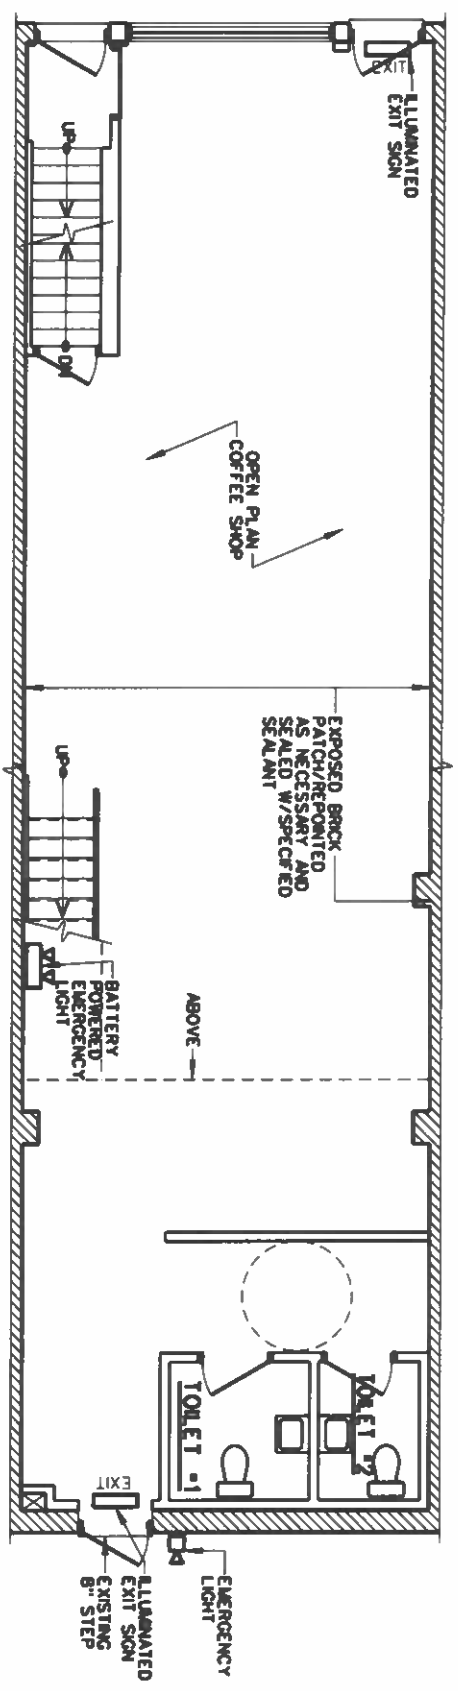 EXIT
ILLUMINATED
EXIT SIGN
UP
DN
OPEN PLAN
COFFEE SHOP
EXPOSED BRICK
PATCH/REPOINTED
AS NECESSARY AND
SEALED W/SPECIFIED
SEALANT
UP
BATTERY
POWERED
EMERGENCY
LIGHT
ABOVE
TOILET #1
TOILET #2
EXIT
ILLUMINATED
EXIT SIGN
EXISTING
8" STEP
EMERGENCY
LIGHT